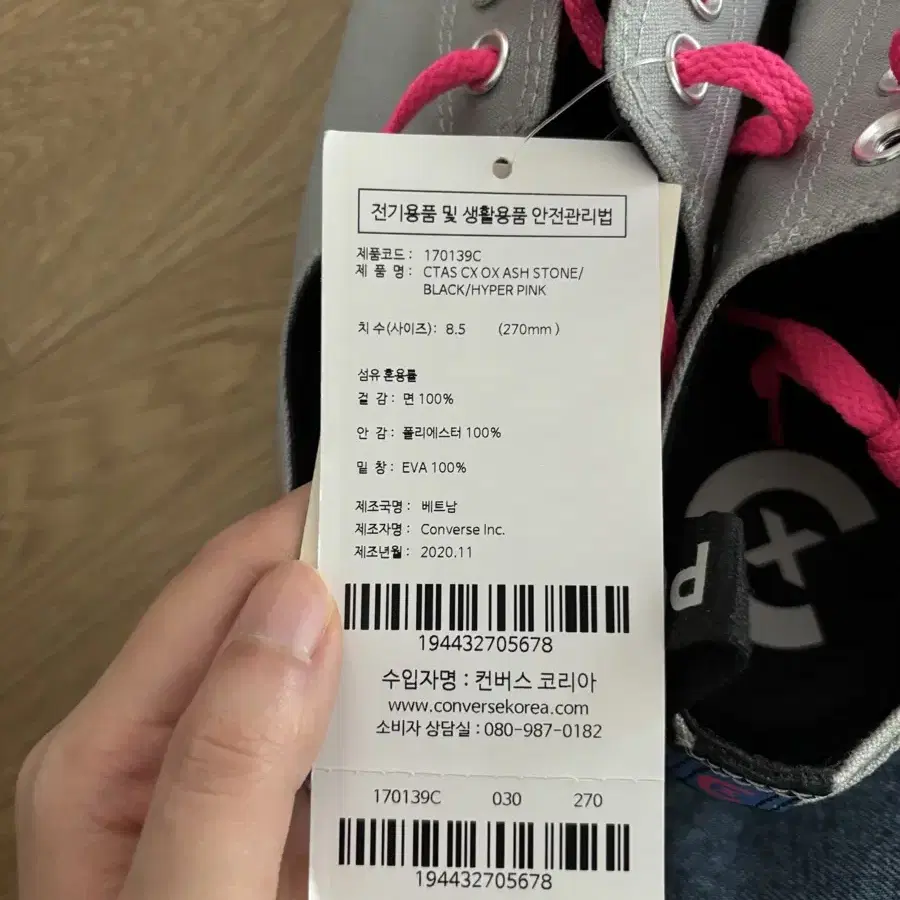 전기용품 및 생활용품 안전관리법
제품코드 : 170139C
제 품 명 : CTAS CX OX ASH STONE/
BLACK/HYPER PINK
치수(사이즈) : 8.5 (270mm)
섬유 혼용률
겉 감 : 면 100%
안 감 : 폴리에스터 100%
밑 창 : EVA 100%
제조국명 : 베트남
제조자명 : Converse Inc.
제조년월 : 2020.11
194432705678
수입자명 : 컨버스 코리아
www.conversekorea.com
소비자 상담실 : 080-987-0182
170139C 030 270
194432705678